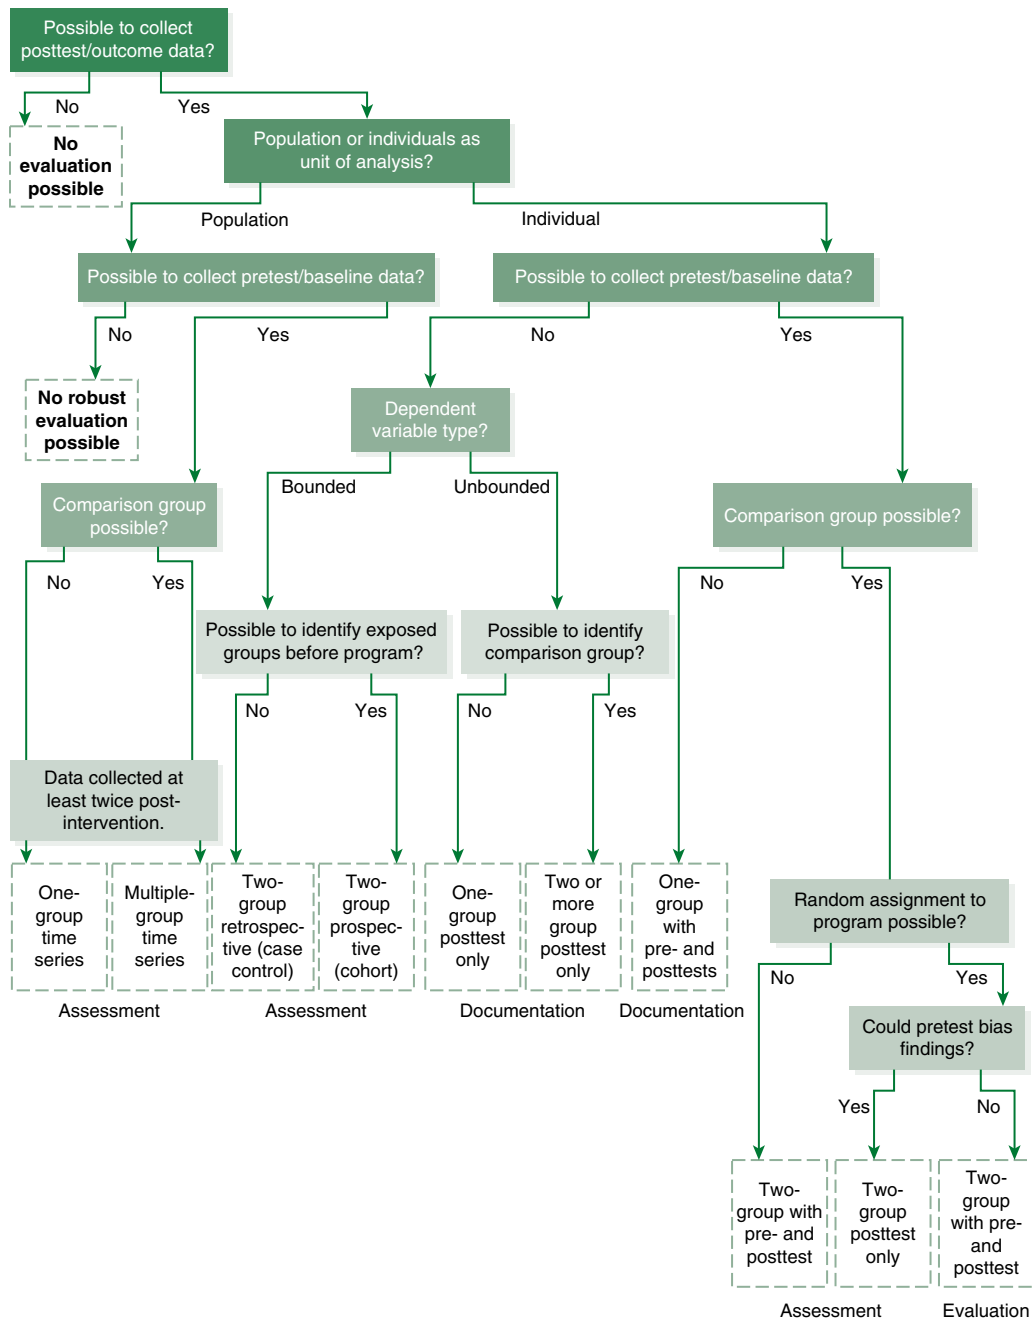 Possible to collect
posttest/outcome data?
No
Yes
No
evaluation
possible
Population or individuals as
unit of analysis?
Population
Individual
Possible to collect pretest/baseline data?
Possible to collect pretest/baseline data?
No
Yes
No
Yes
No robust
evaluation
possible
Dependent
variable type?
Bounded
Unbounded
Comparison group
possible?
Comparison group possible?
No
Yes
No
Yes
Possible to identify exposed
groups before program?
Possible to identify
comparison group?
No
Yes
No
Yes
Data collected at
least twice post-
intervention.
One-
group
time
series
Multiple-
group
time
series
Two-
group
retrospec-
tive (case
control)
Two-
group
prospec-
tive
(cohort)
One-
group
posttest
only
Two or
more
group
posttest
only
One-
group
with
pre- and
posttests
Assessment
Assessment
Documentation
Documentation
Random assignment to
program possible?
No
Yes
Could pretest bias
findings?
Yes
No
Two-
group with
pre- and
posttest
Two-
group
posttest
only
Two-
group
with pre-
and
posttest
Assessment
Evaluation